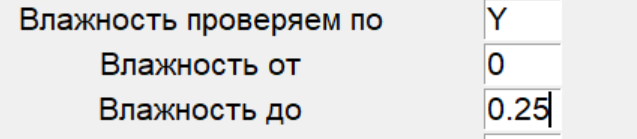 Влажность проверяем по Y
Влажность от 0
Влажность до 0.25